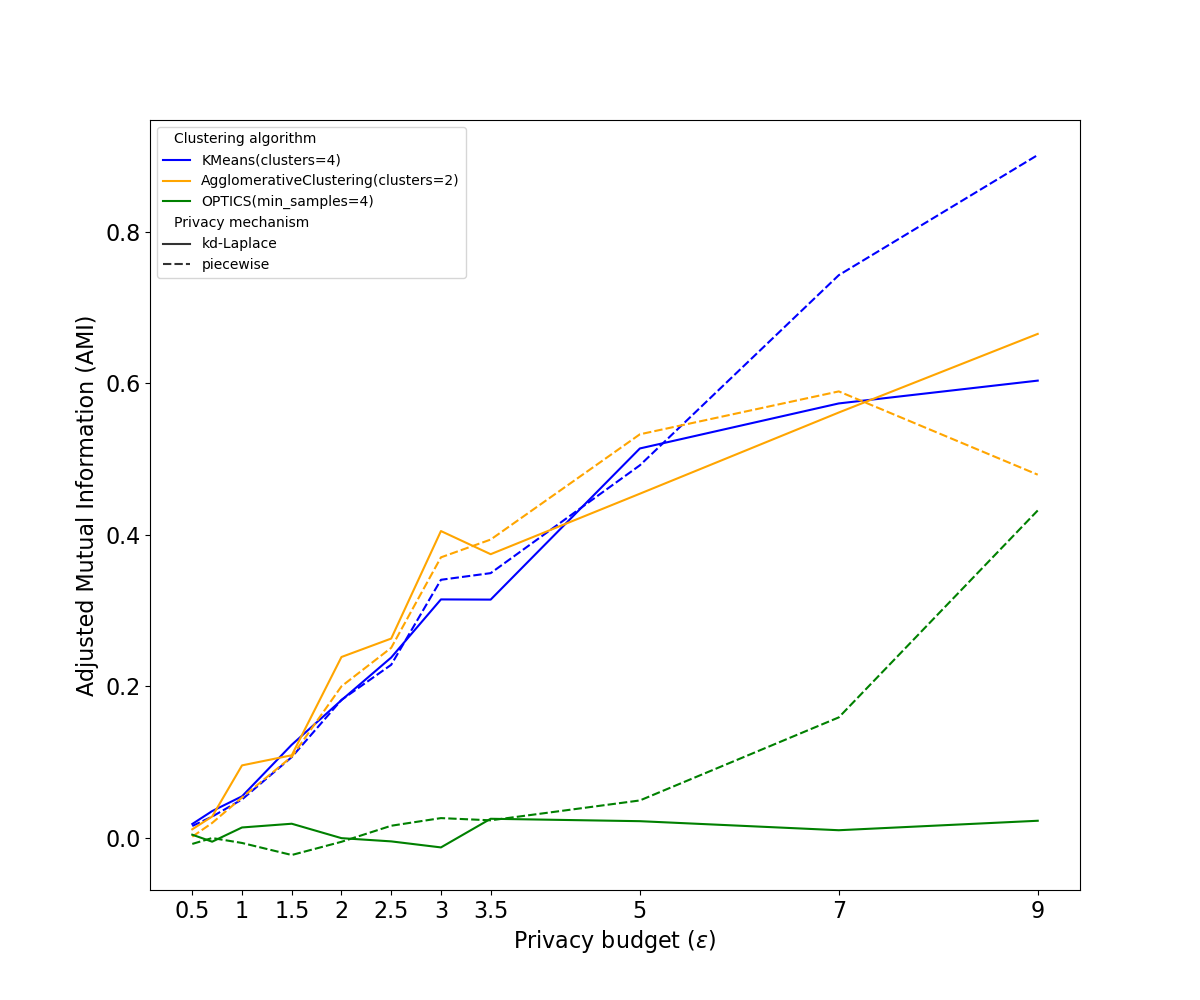 Clustering algorithm
KMeans(clusters=4)
AgglomerativeClustering(clusters=2)
OPTICS(min_samples=4)
Privacy mechanism
kd-Laplace
piecewise
0.8
0.6
0.4
0.2
0.0
Adjusted Mutual Information (AMI)
0.5 1 1.5 2 2.5 3 3.5 5 7 9
Privacy budget (ε)